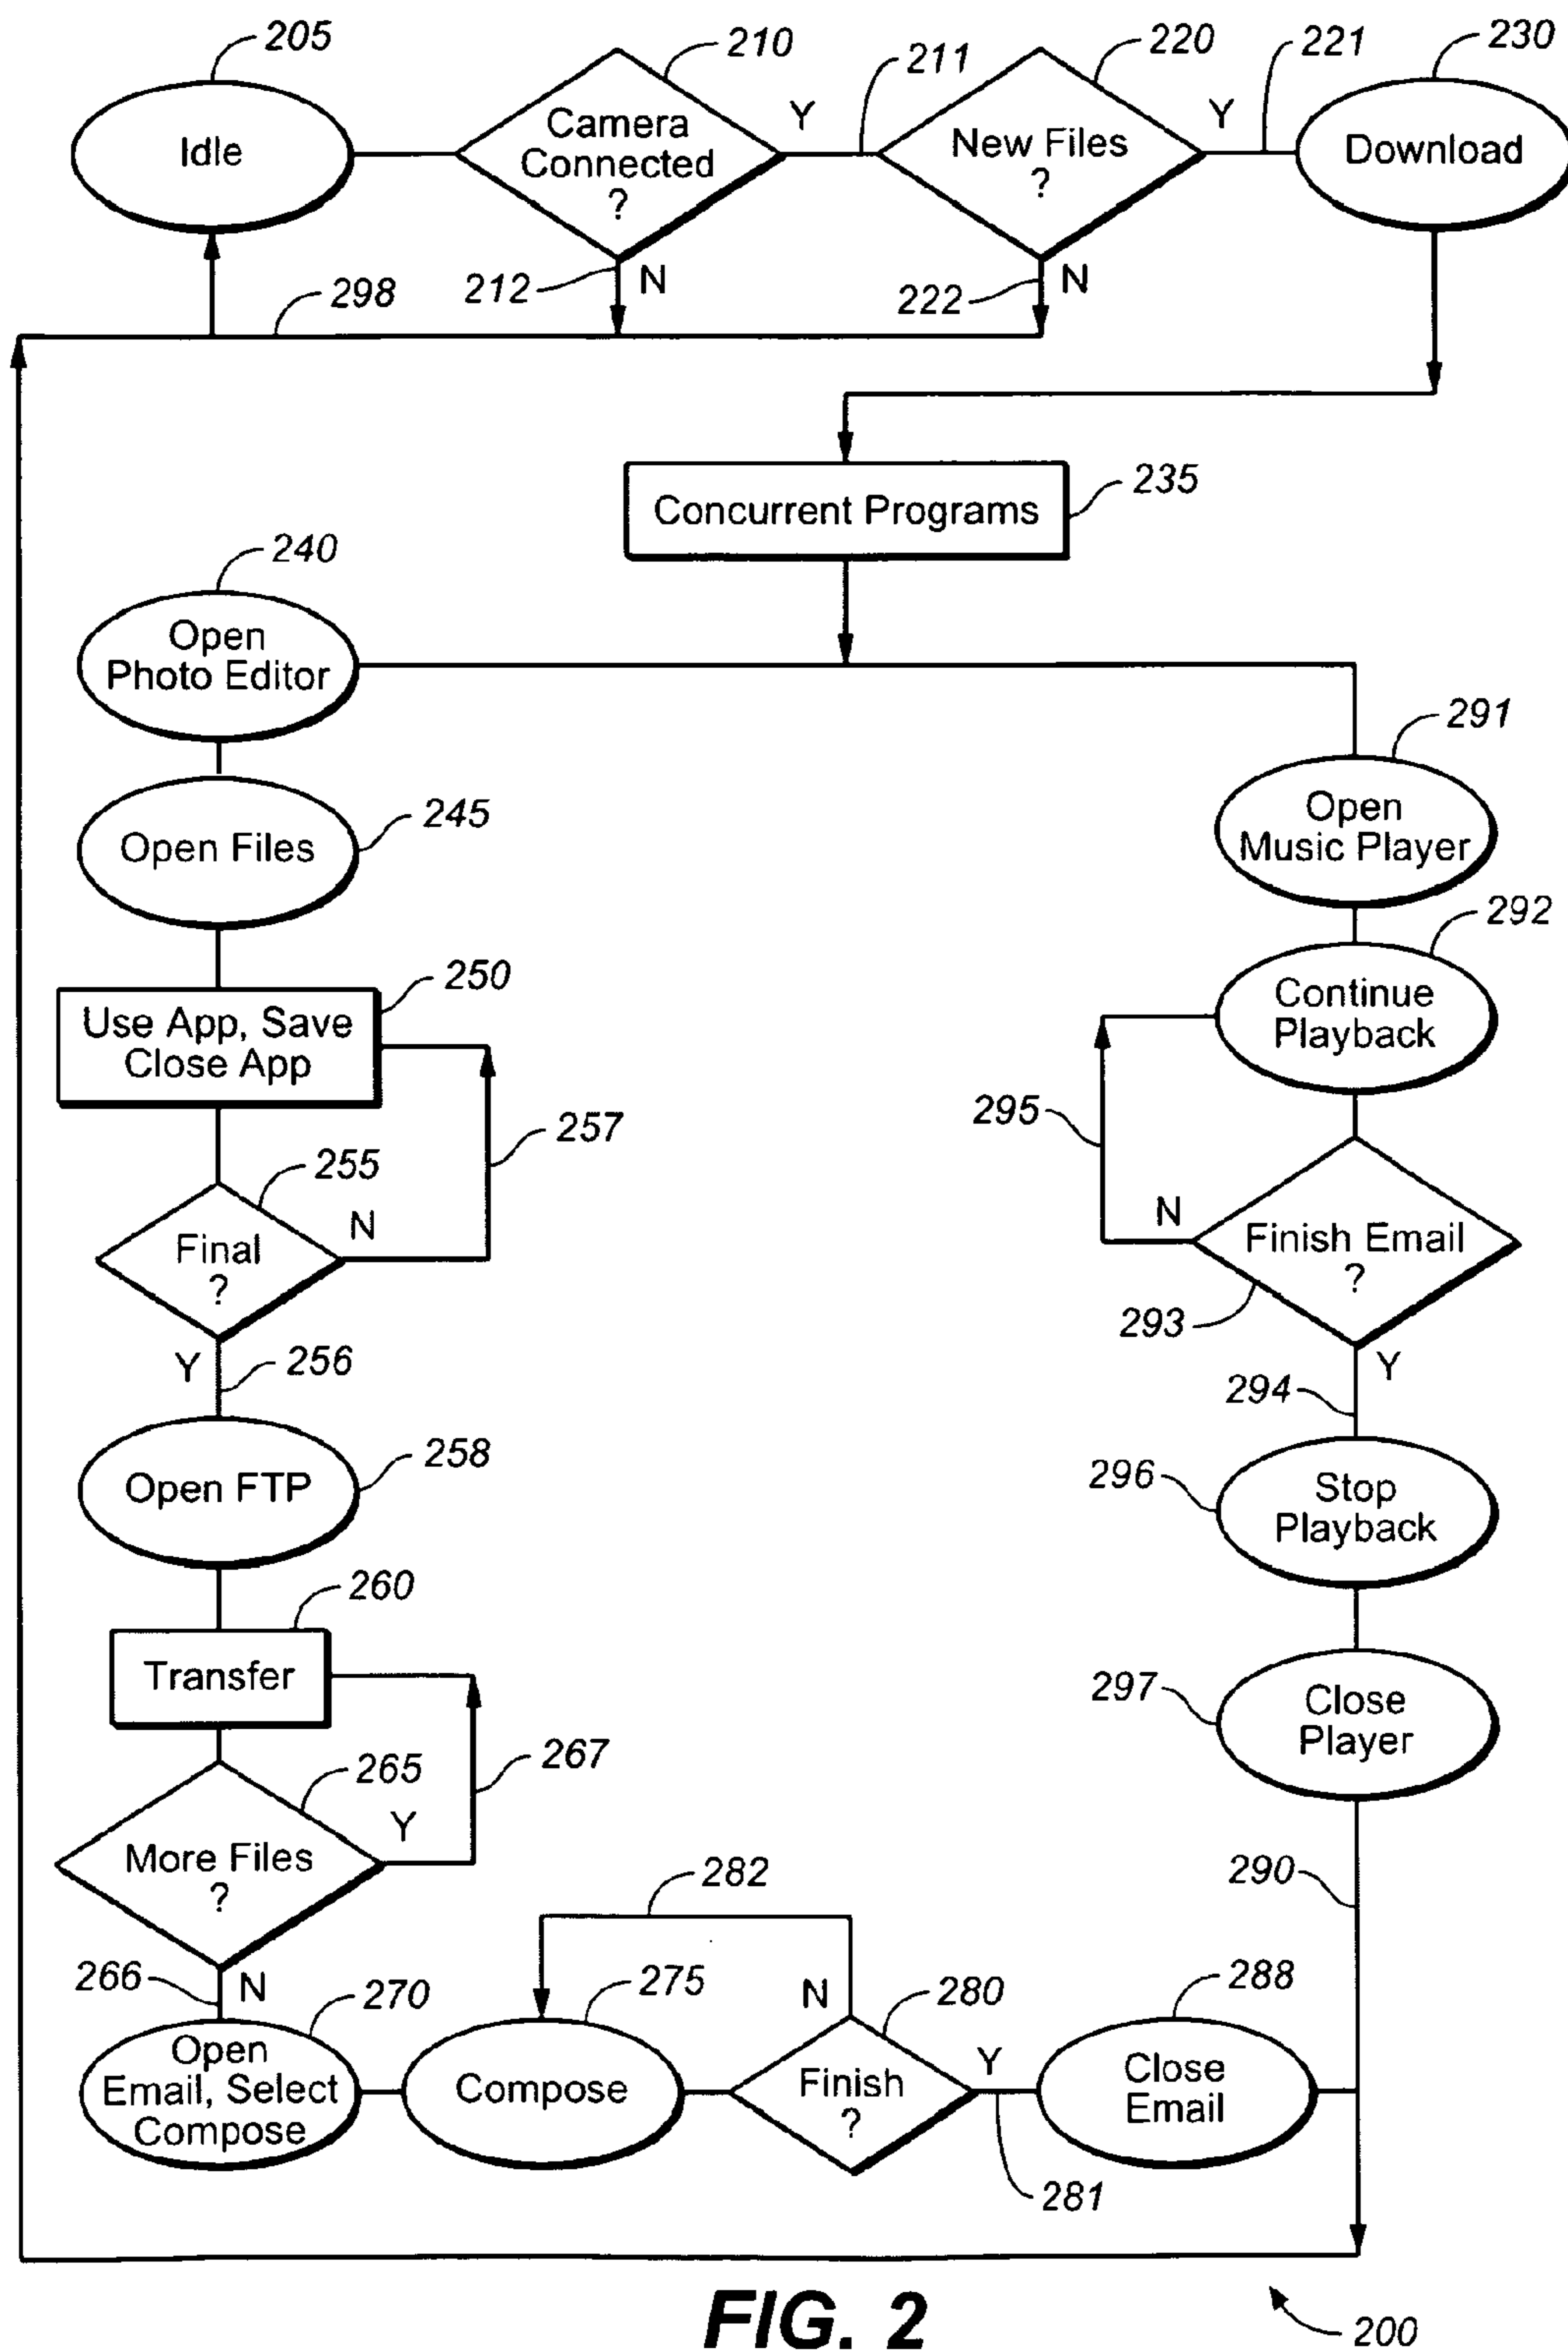 205
210
211
220
221
230
Idle
Camera
Connected
?
Y
New Files
?
Y
Download
212
N
222
N
298
Concurrent Programs
235
240
Open
Photo Editor
291
245
Open Files
Open
Music Player
292
250
Use App, Save
Close App
Continue
Playback
257
295
255
Final
?
N
N
Finish Email
?
293
Y
256
Y
294
258
Open FTP
296
Stop
Playback
260
Transfer
297
Close
Player
267
265
More Files
?
Y
282
290
266
N
270
Open
Email, Select
Compose
275
Compose
N
280
Finish
?
Y
281
288
Close
Email
FIG. 2
200